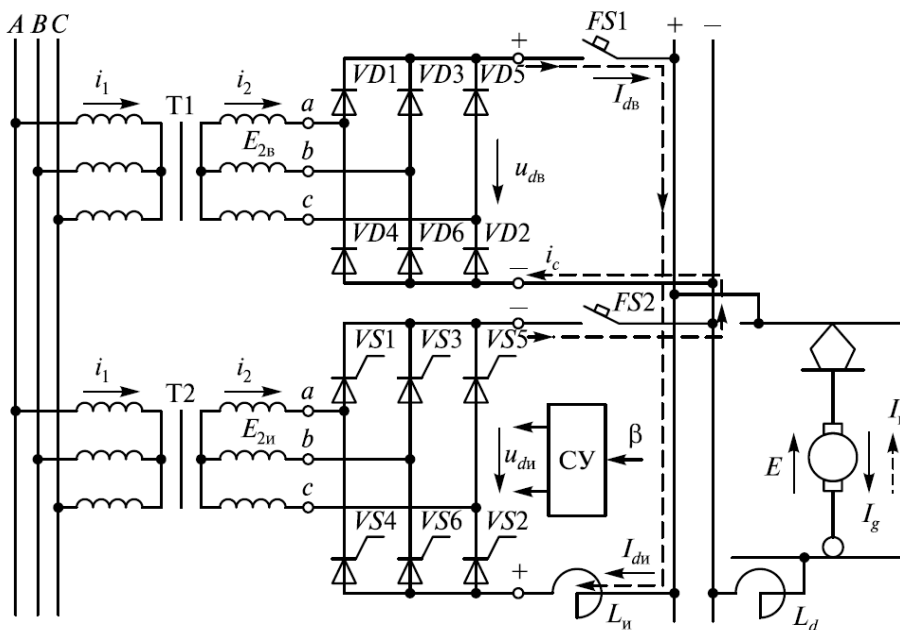 A B C
+ FS1 + −
VD1 VD3 VD5
i1 T1 i2 a
Idв
E2в b
udв
c
VD4 VD6 VD2
ic
−
− FS2
VS1 VS3 VS5
i1 T2 i2 a
E2и b
udи СУ β
E
c
Ig
VS4 VS6 VS2
Idи
+
Lи Ld